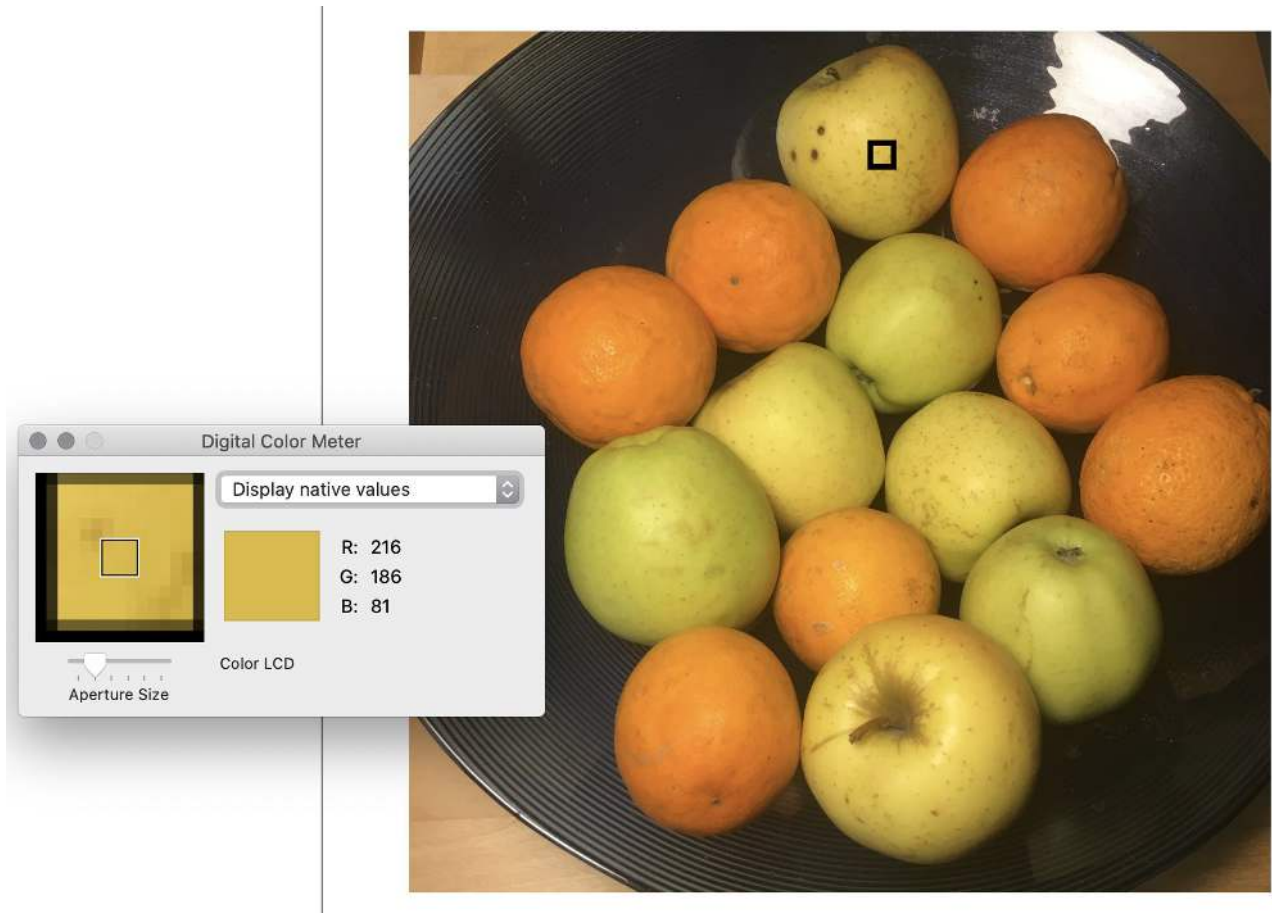 Digital Color Meter
Display native values
R: 216
G: 186
B: 81
Color LCD
Aperture Size